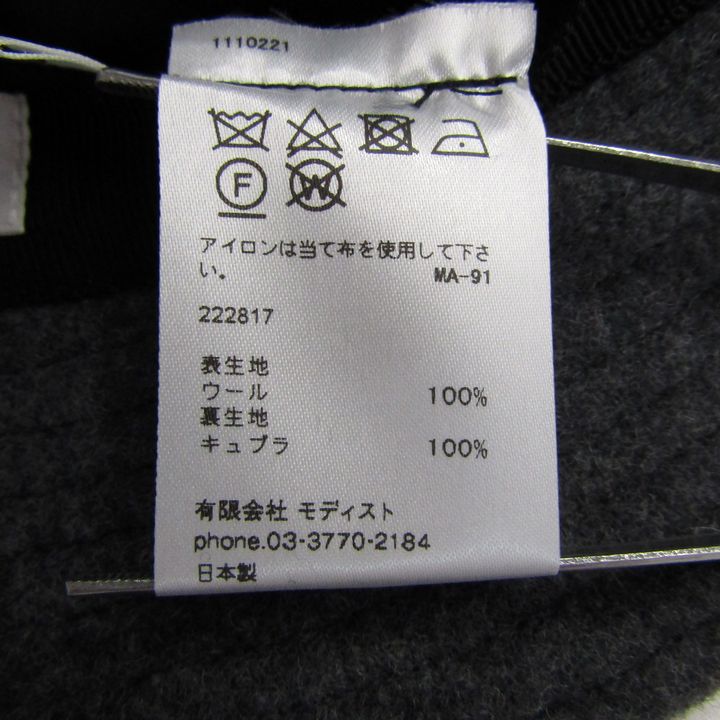 1110221
F W
アイロンは当て布を使用して下さ
い。 MA-91
222817
表生地
ウール 100%
裏生地
キュプラ 100%
有限会社 モディスト
phone.03-3770-2184
日本製